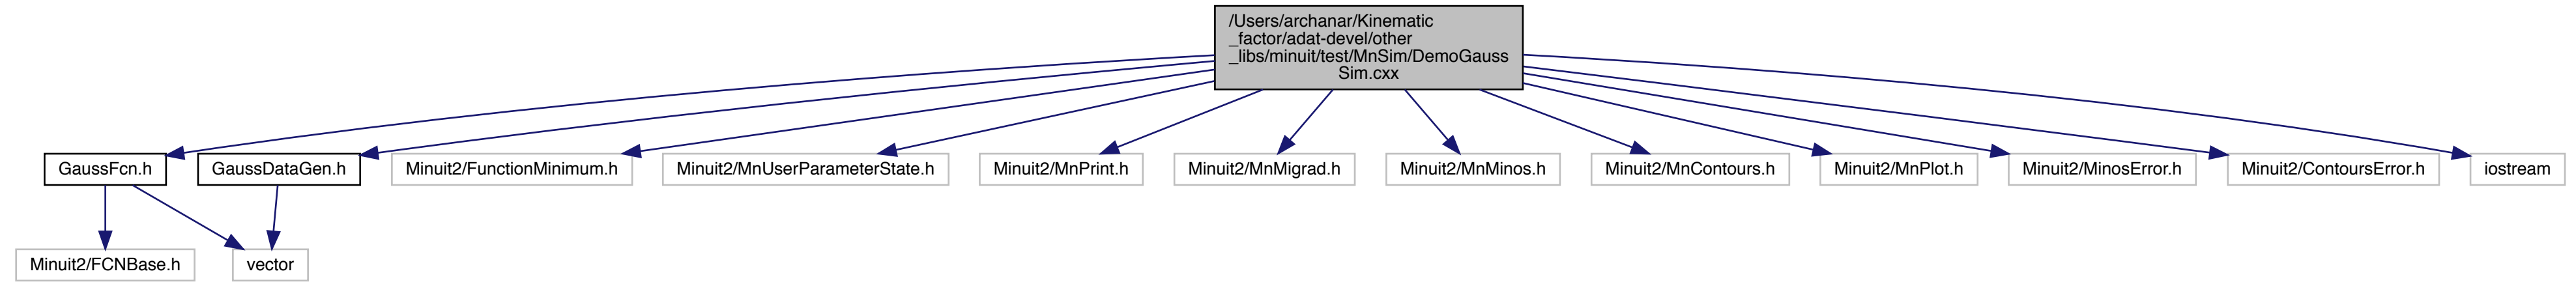 /Users/archanar/Kinematic
_factor/adat-devel/other
_libs/minuit/test/MnSim/DemoGauss
Sim.cxx
GaussFcn.h
GaussDataGen.h
Minuit2/FunctionMinimum.h
Minuit2/MnUserParameterState.h
Minuit2/MnPrint.h
Minuit2/MnMigrad.h
Minuit2/MnMinos.h
Minuit2/MnContours.h
Minuit2/MnPlot.h
Minuit2/MinosError.h
Minuit2/ContoursError.h
iostream
Minuit2/FCNBase.h
vector